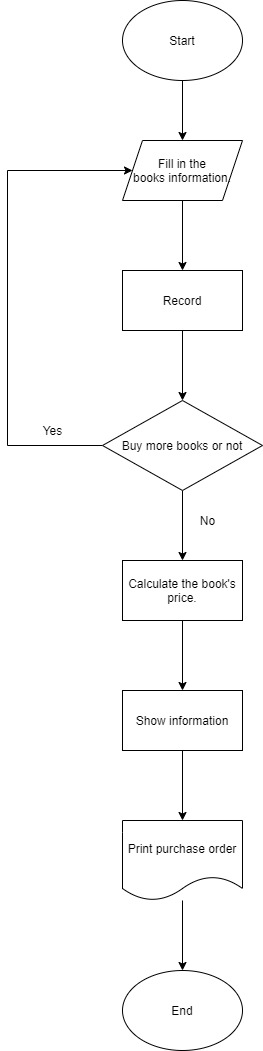 Start
Fill in the
books information.
Record
Buy more books or not
Yes
No
Calculate the book's
price.
Show information
Print purchase order
End